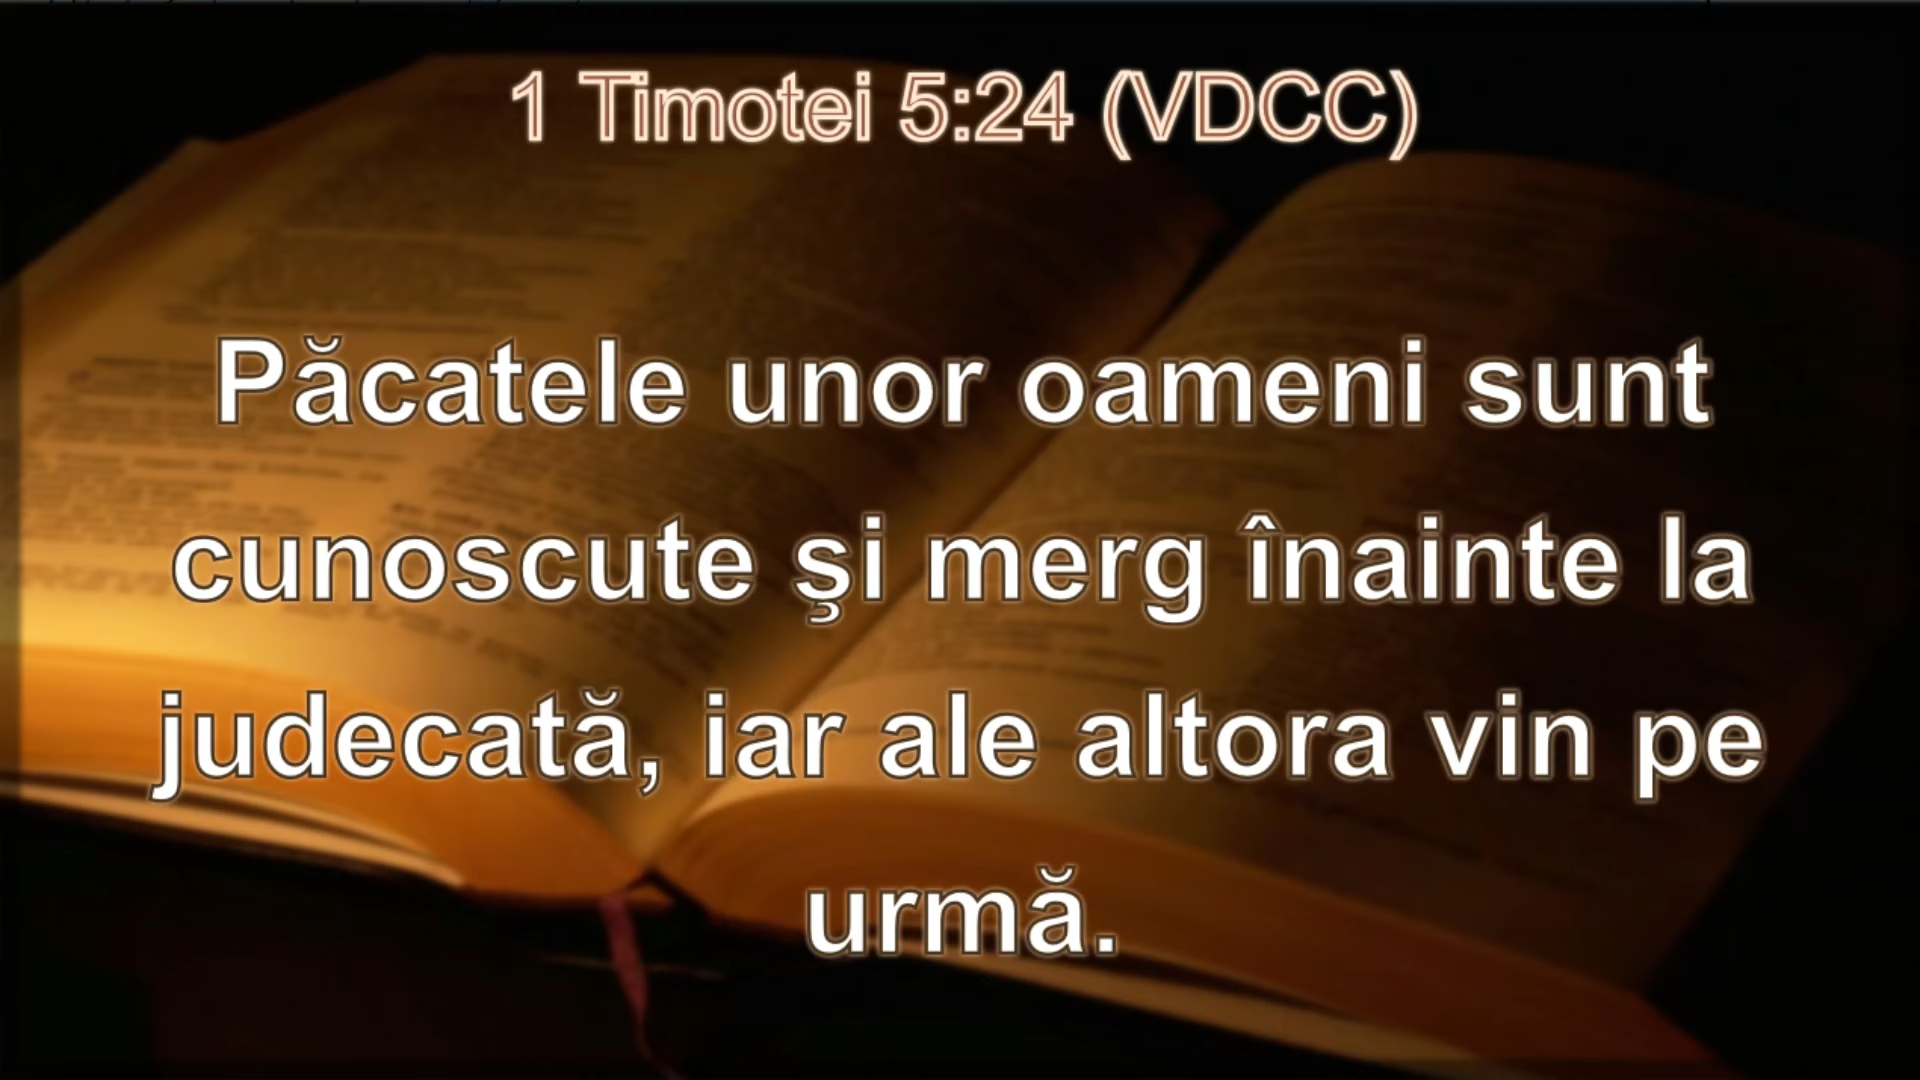 1 Timotei 5:24 (VDCC)
Păcatele unor oameni sunt
cunoscute şi merg înainte la
judecată, iar ale altora vin pe
urmă.